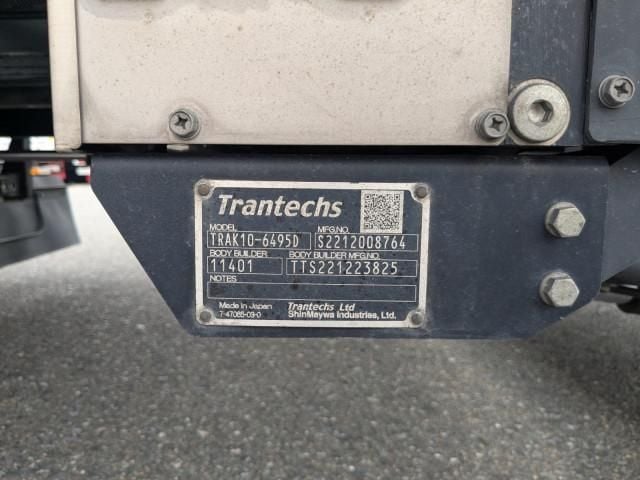 Trantechs
MODEL MFG.NO.
TRAK10-6495D S2212008764
BODY BUILDER BODY BUILDER MFG.NO.
11401 TTS221223825
NOTES
Made in Japan Trantechs Ltd
7-47065-03-0 ShinMaywa Industries, Ltd.